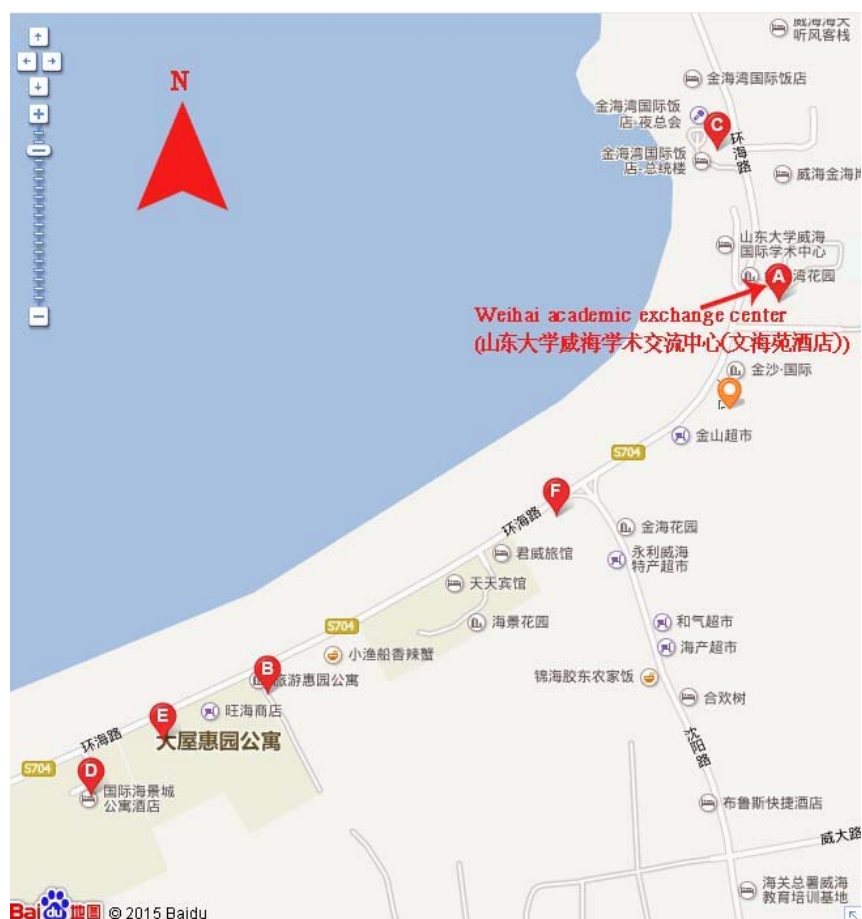 威海海天
听风客栈
N
金海湾国际饭店
金海湾国际饭
店-夜总会
C
环海路
金海湾国际饭
店-总统楼
威海金海岸
山东大学威海
国际学术中心
A
湾花园
Weihai academic exchange center
(山东大学威海学术交流中心(文海苑酒店))
金沙·国际
金山超市
S704
F
环海路
金海花园
君威旅馆
永利威海
特产超市
天天宾馆
海景花园
和气超市
S704
海产超市
小渔船香辣蟹
B
旅游惠园公寓
锦海胶东农家饭
合欢树
旺海商店
E
大屋惠园公寓
环海路
沈阳路
S704
D
国际海景城
公寓酒店
布鲁斯快捷酒店
威大路
海关总署威海
教育培训基地
Bai du 地图 © 2015 Baidu